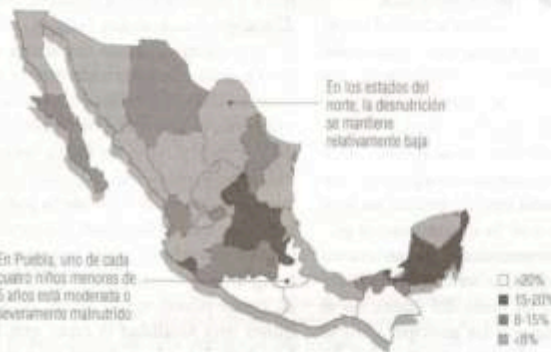 En los estados del
norte, la desnutrición
se mantiene
relativamente baja
En Puebla, uno de cada
cuatro niños menores de
5 años está moderada o
severamente malnutrido
>20%
15-20%
8-15%
<8%